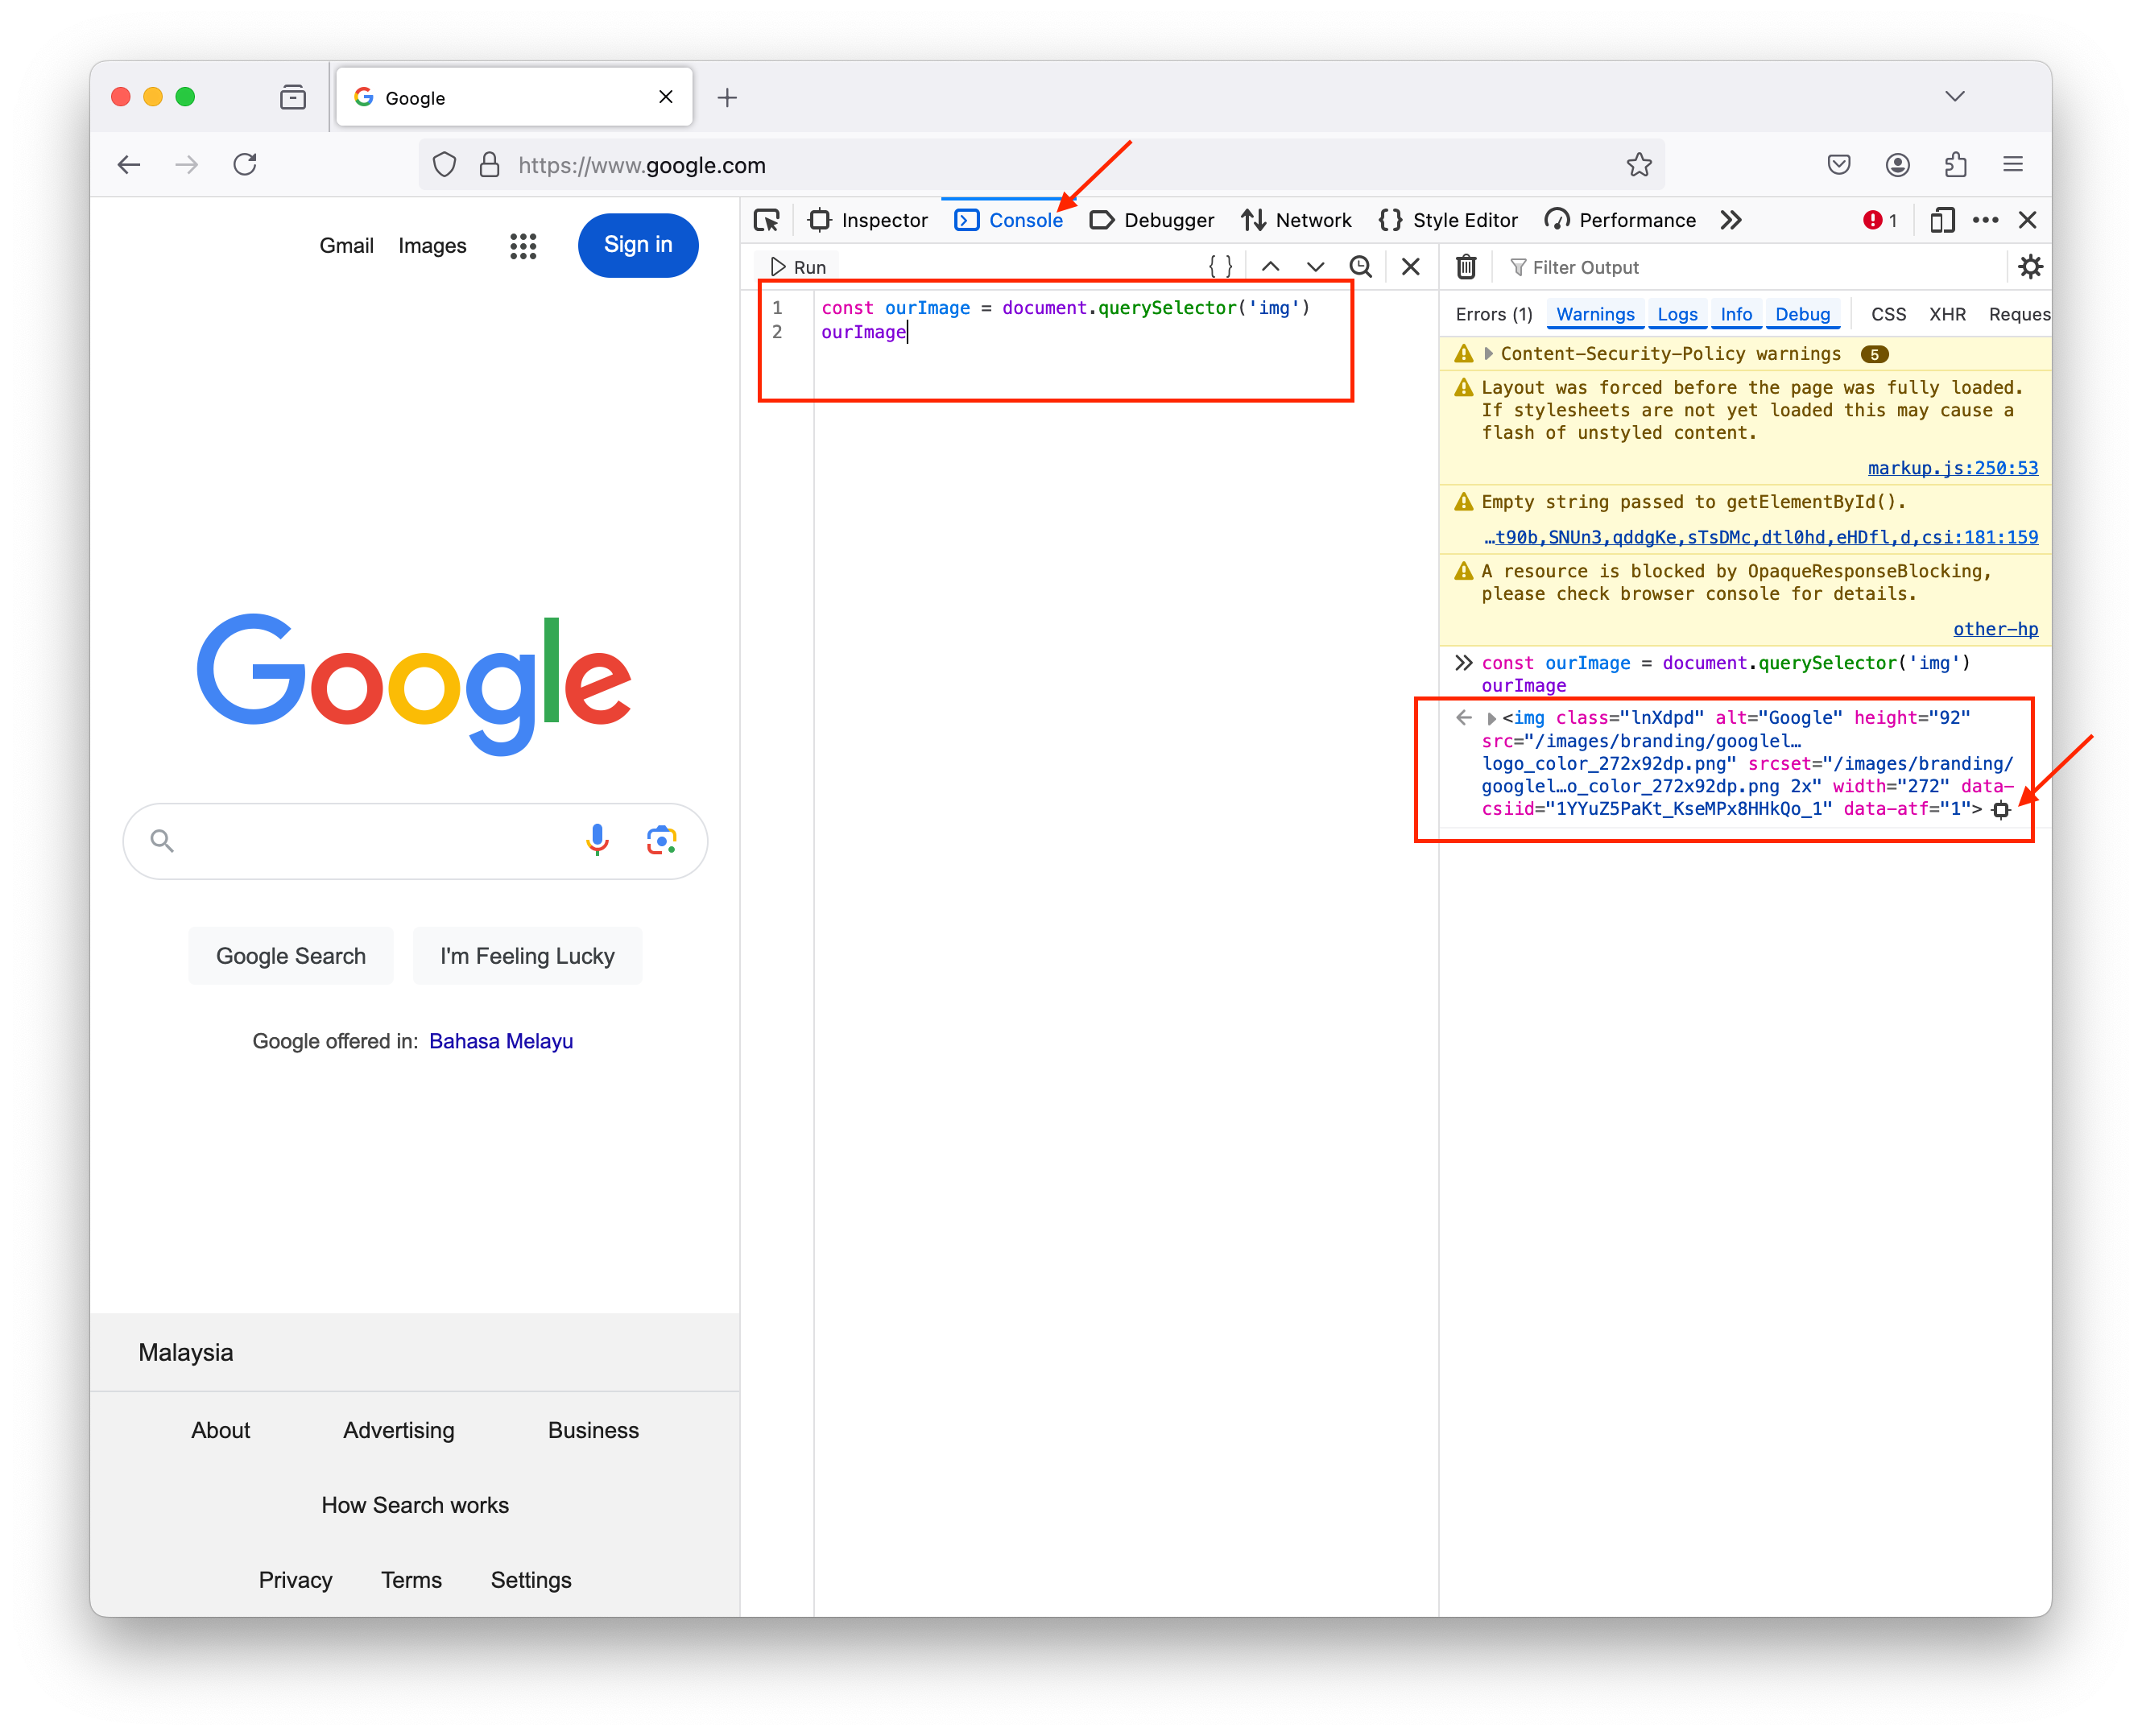 Google
https://www.google.com
Gmail Images Sign in
Google
Google Search I'm Feeling Lucky
Google offered in: Bahasa Melayu
Malaysia
About Advertising Business
How Search works
Privacy Terms Settings
Inspector Console Debugger Network Style Editor Performance 1
Run
1 const ourImage = document.querySelector('img')
2 ourImage
Filter Output
Errors (1) Warnings Logs Info Debug CSS XHR Reques
Content-Security-Policy warnings 5
Layout was forced before the page was fully loaded.
If stylesheets are not yet loaded this may cause a
flash of unstyled content.
markup.js:250:53
Empty string passed to getElementById().
…t90b,SNUn3,qddgKe,sTsDMc,dtl0hd,eHDfl,d,csi:181:159
A resource is blocked by OpaqueResponseBlocking,
please check browser console for details.
other-hp
const ourImage = document.querySelector('img')
ourImage
<img class="lnXdpd" alt="Google" height="92"
src="/images/branding/googlel…
logo_color_272x92dp.png" srcset="/images/branding/
googlel…o_color_272x92dp.png 2x" width="272" data-
csiid="1YYuZ5PaKt_KseMPx8HHkQo_1" data-atf="1">